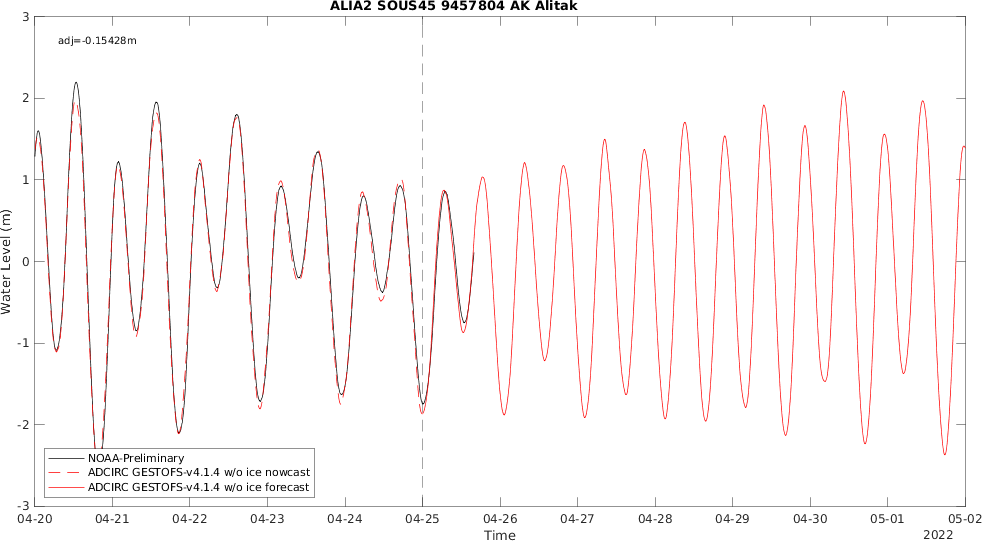 ALIA2 SOUS45 9457804 AK Alitak
adj=-0.15428m
3
2
1
0
-1
-2
-3
Water Level (m)
NOAA-Preliminary
ADCIRC GESTOFS-v4.1.4 w/o ice nowcast
ADCIRC GESTOFS-v4.1.4 w/o ice forecast
04-20 04-21 04-22 04-23 04-24 04-25 04-26 04-27 04-28 04-29 04-30 05-01 05-02
Time
2022